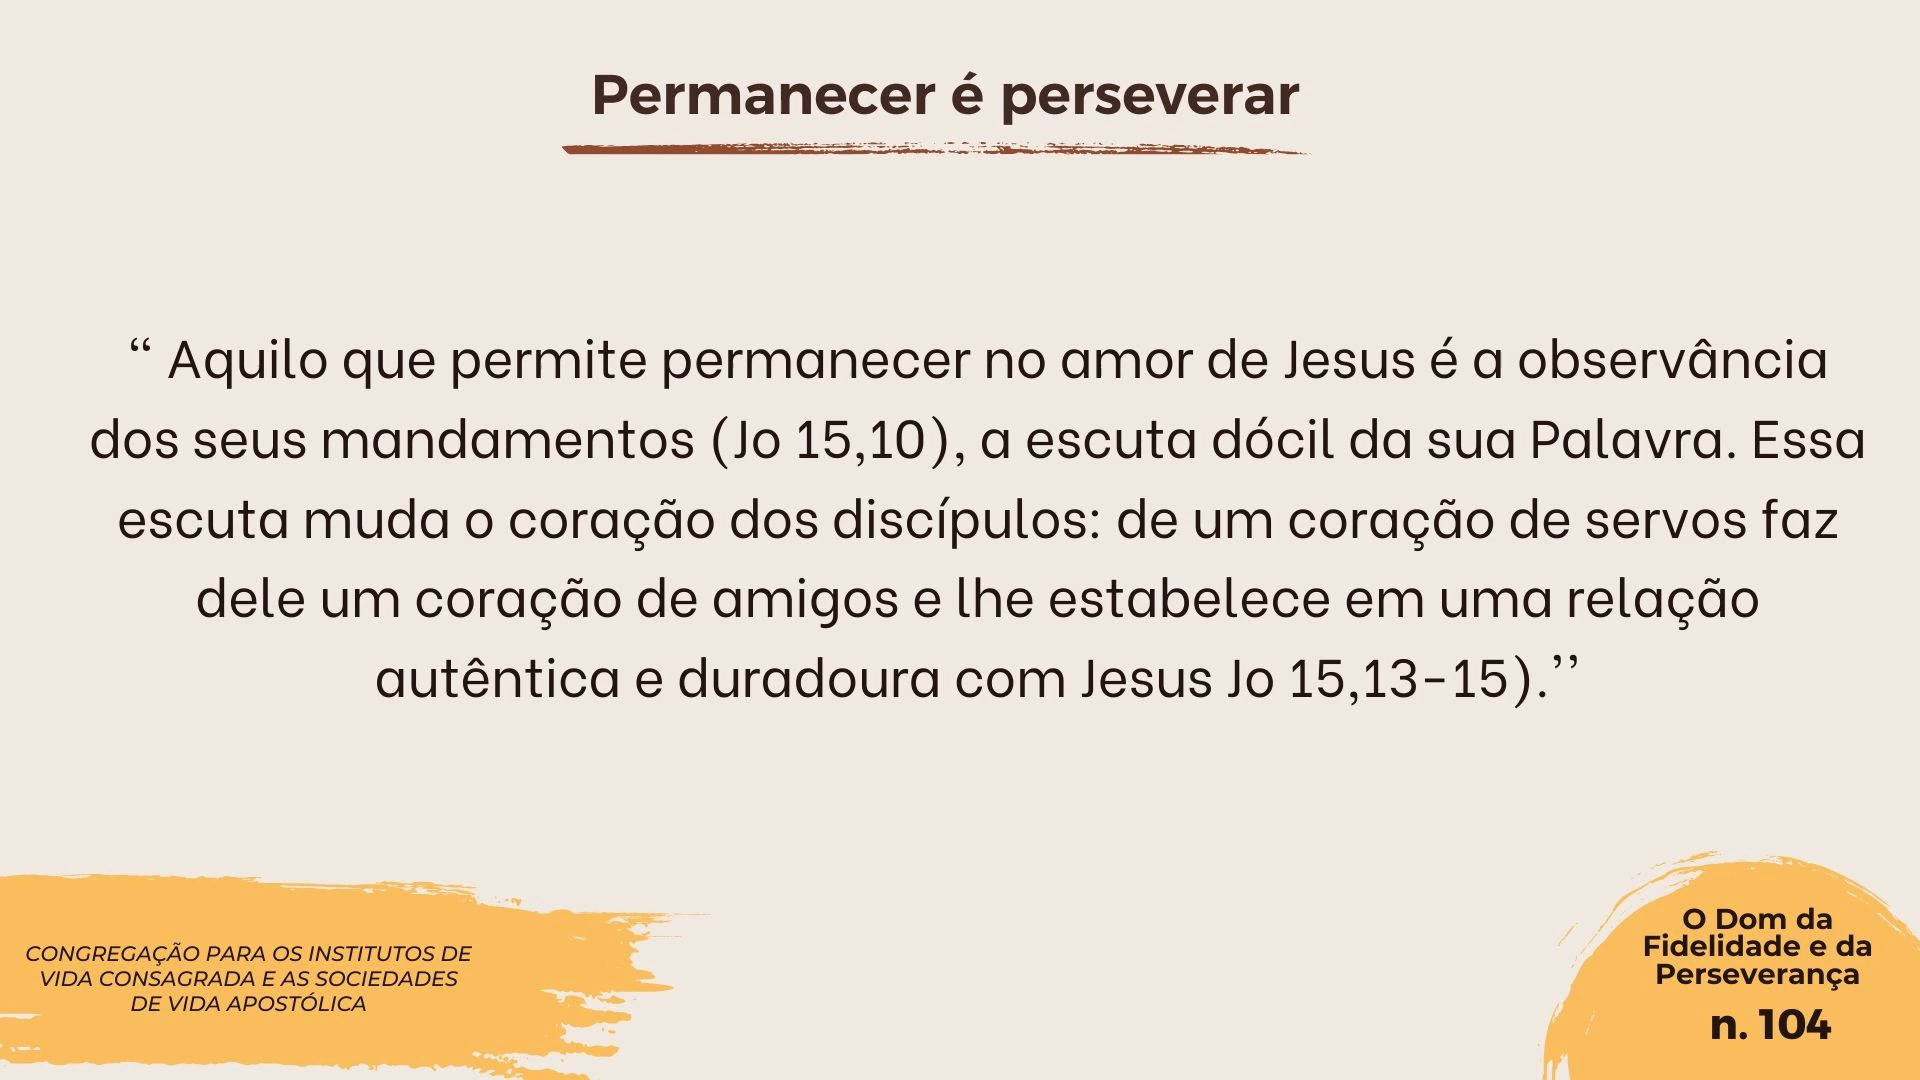 Permanecer é perseverar
“ Aquilo que permite permanecer no amor de Jesus é a observância
dos seus mandamentos (Jo 15,10), a escuta dócil da sua Palavra. Essa
escuta muda o coração dos discípulos: de um coração de servos faz
dele um coração de amigos e lhe estabelece em uma relação
autêntica e duradoura com Jesus Jo 15,13-15).’’
CONGREGAÇÃO PARA OS INSTITUTOS DE
VIDA CONSAGRADA E AS SOCIEDADES
DE VIDA APOSTÓLICA
O Dom da
Fidelidade e da
Perseverança
n. 104